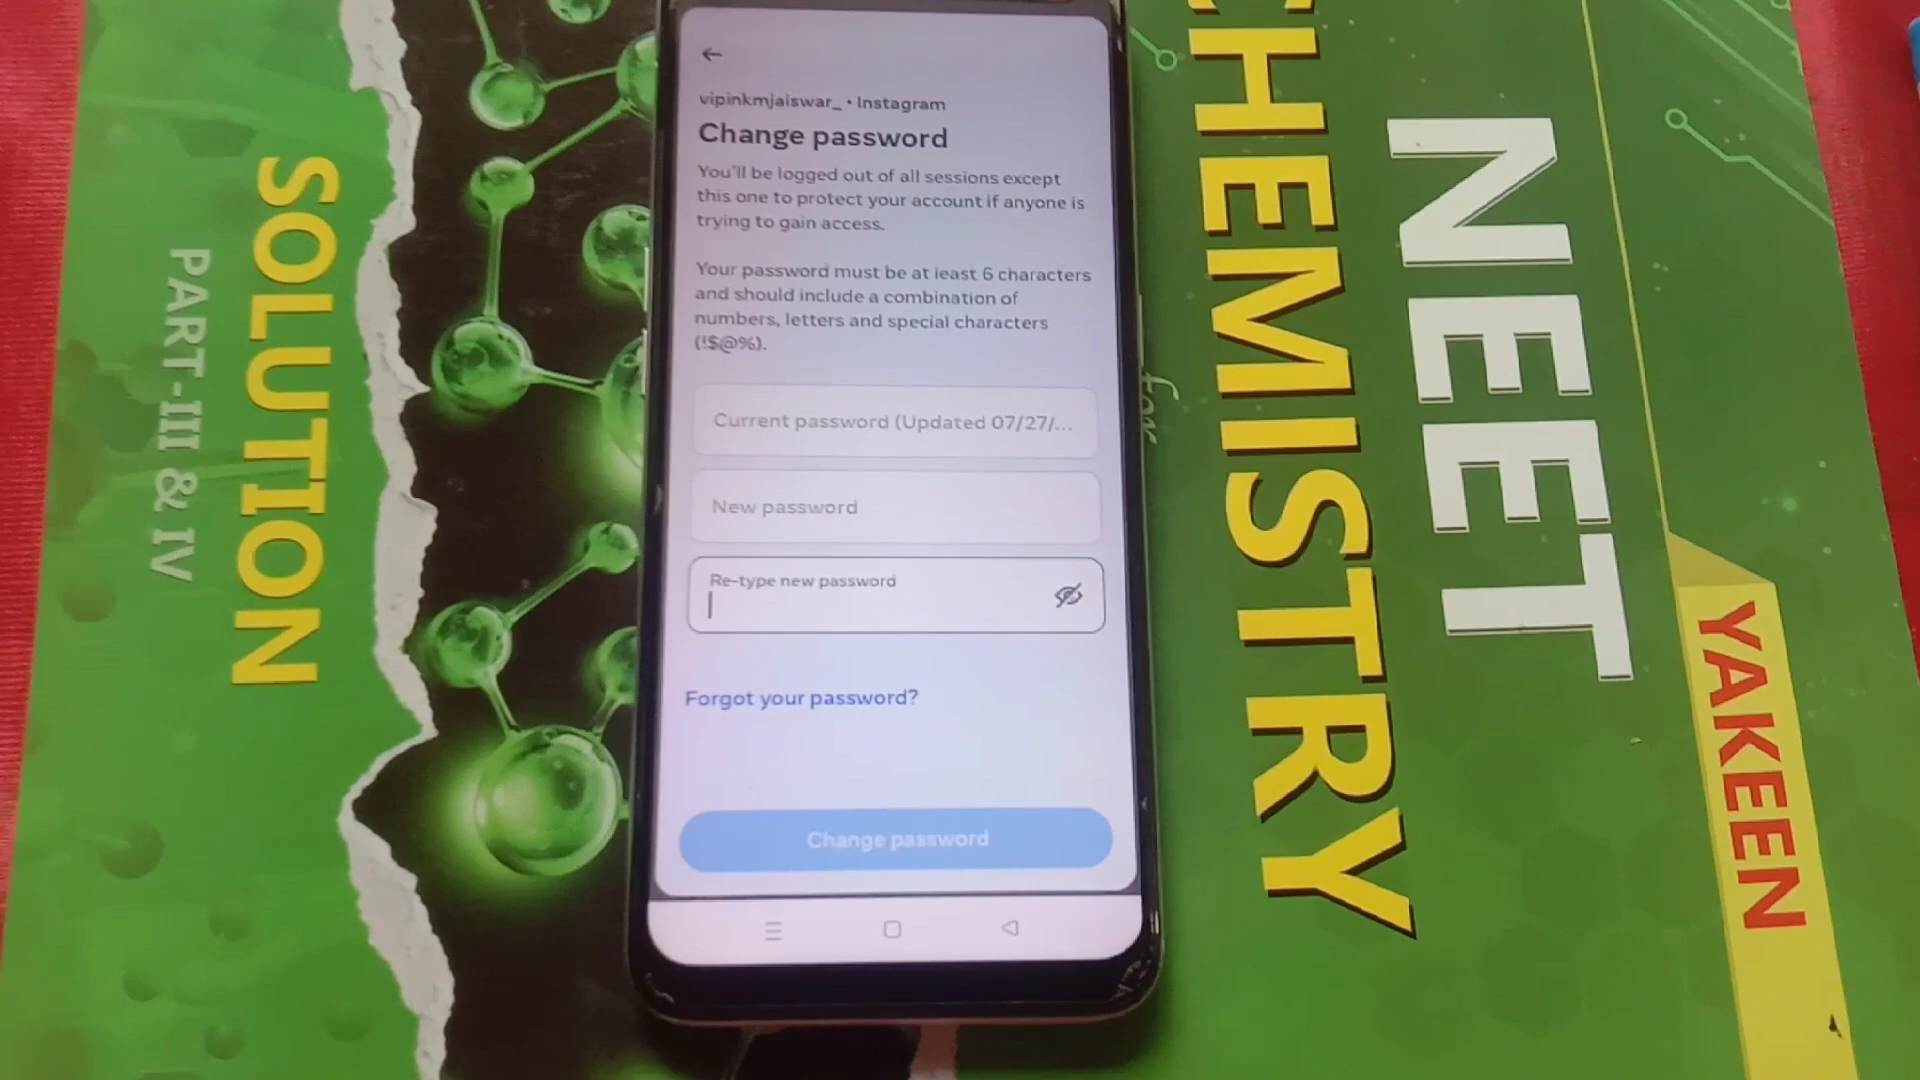 vipinkmjaiswar_ • Instagram
Change password
You'll be logged out of all sessions except
this one to protect your account if anyone is
trying to gain access.
Your password must be at least 6 characters
and should include a combination of
numbers, letters and special characters
(!$@%).
Current password (Updated 07/27/...
New password
Re-type new password
Forgot your password?
Change password
SOLUTION
PART-III & IV
CHEMISTRY
for
NEET
YAKEEN